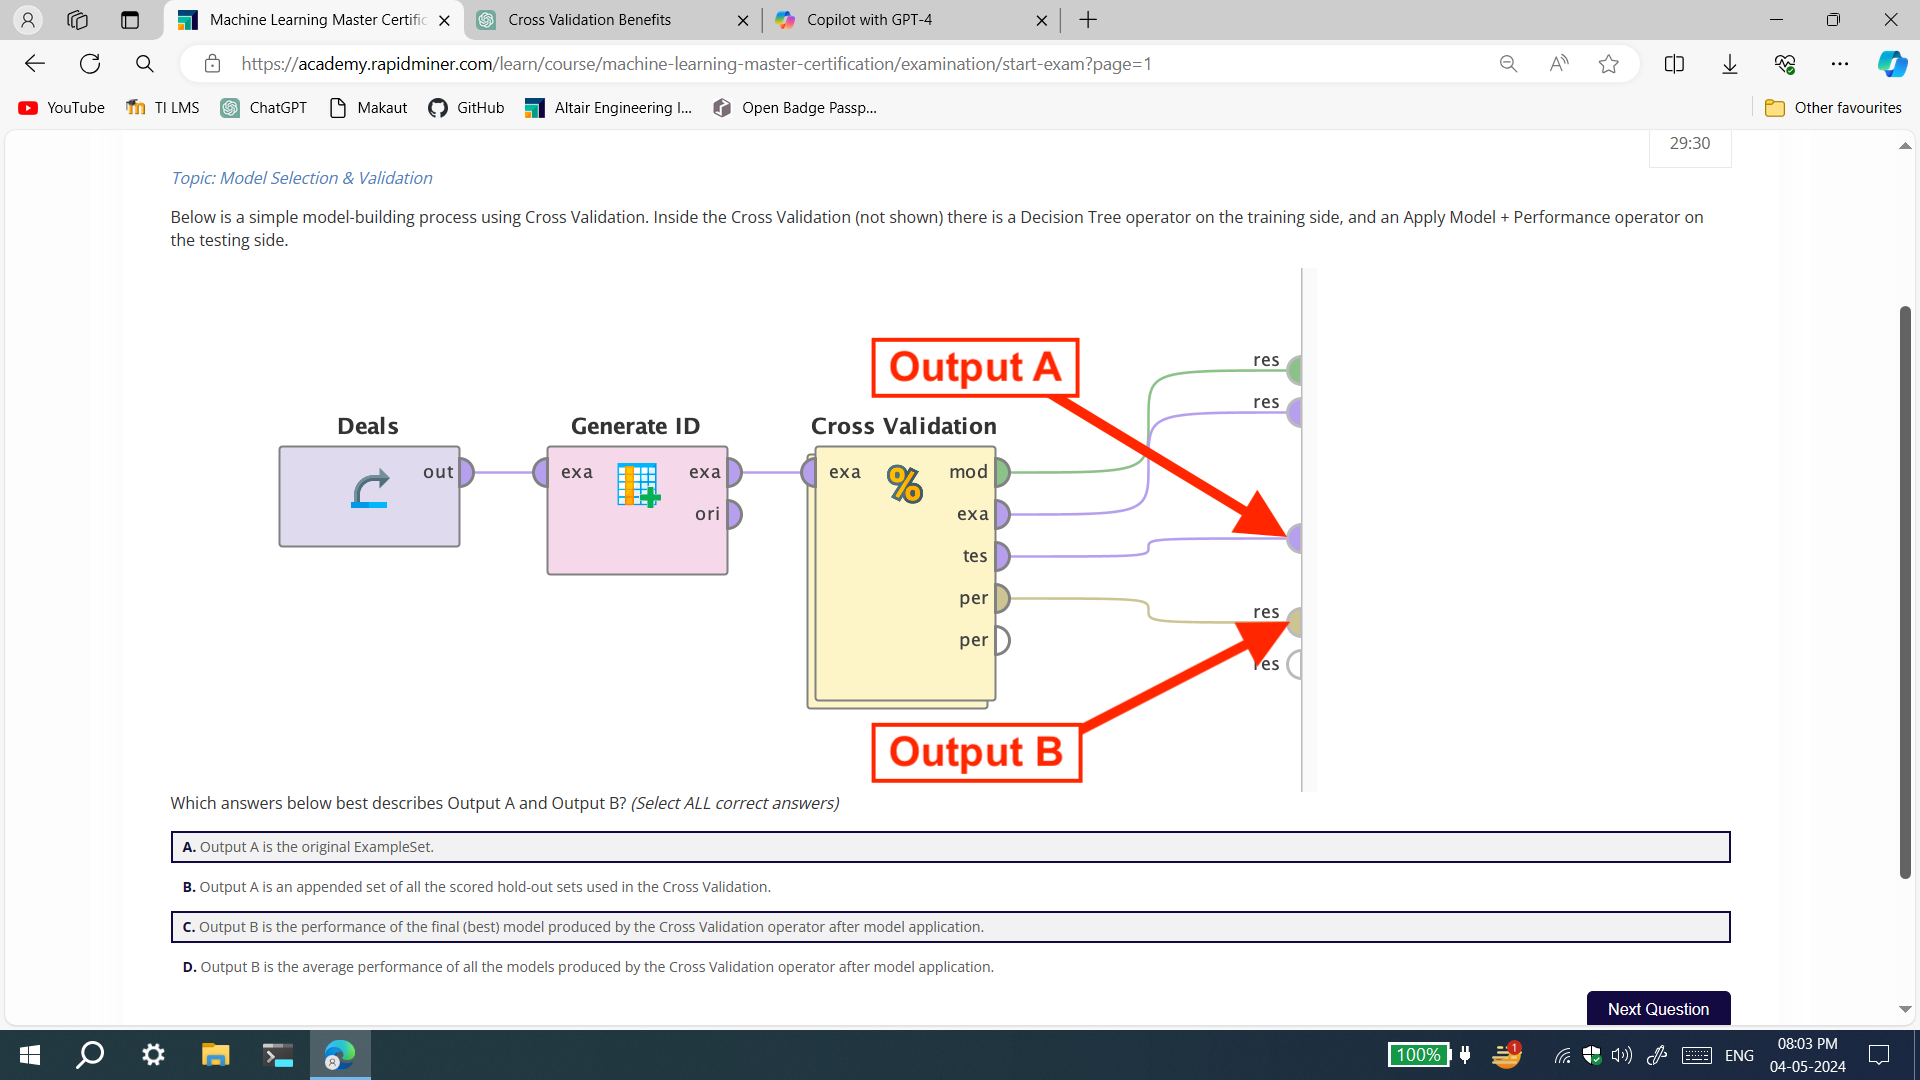 Machine Learning Master Certific
Cross Validation Benefits
Copilot with GPT-4
https://academy.rapidminer.com/learn/course/machine-learning-master-certification/examination/start-exam?page=1
YouTube
TI LMS
ChatGPT
Makaut
GitHub
Altair Engineering I...
Open Badge Passp...
Other favourites
29:30
Topic: Model Selection & Validation
Below is a simple model-building process using Cross Validation. Inside the Cross Validation (not shown) there is a Decision Tree operator on the training side, and an Apply Model + Performance operator on
the testing side.
Output A
res
res
Deals
Generate ID
Cross Validation
out
exa
exa
exa
%
mod
ori
exa
tes
per
res
per
res
Output B
Which answers below best describes Output A and Output B? (Select ALL correct answers)
A. Output A is the original ExampleSet.
B. Output A is an appended set of all the scored hold-out sets used in the Cross Validation.
C. Output B is the performance of the final (best) model produced by the Cross Validation operator after model application.
D. Output B is the average performance of all the models produced by the Cross Validation operator after model application.
Next Question
100%
1
ENG
08:03 PM
04-05-2024